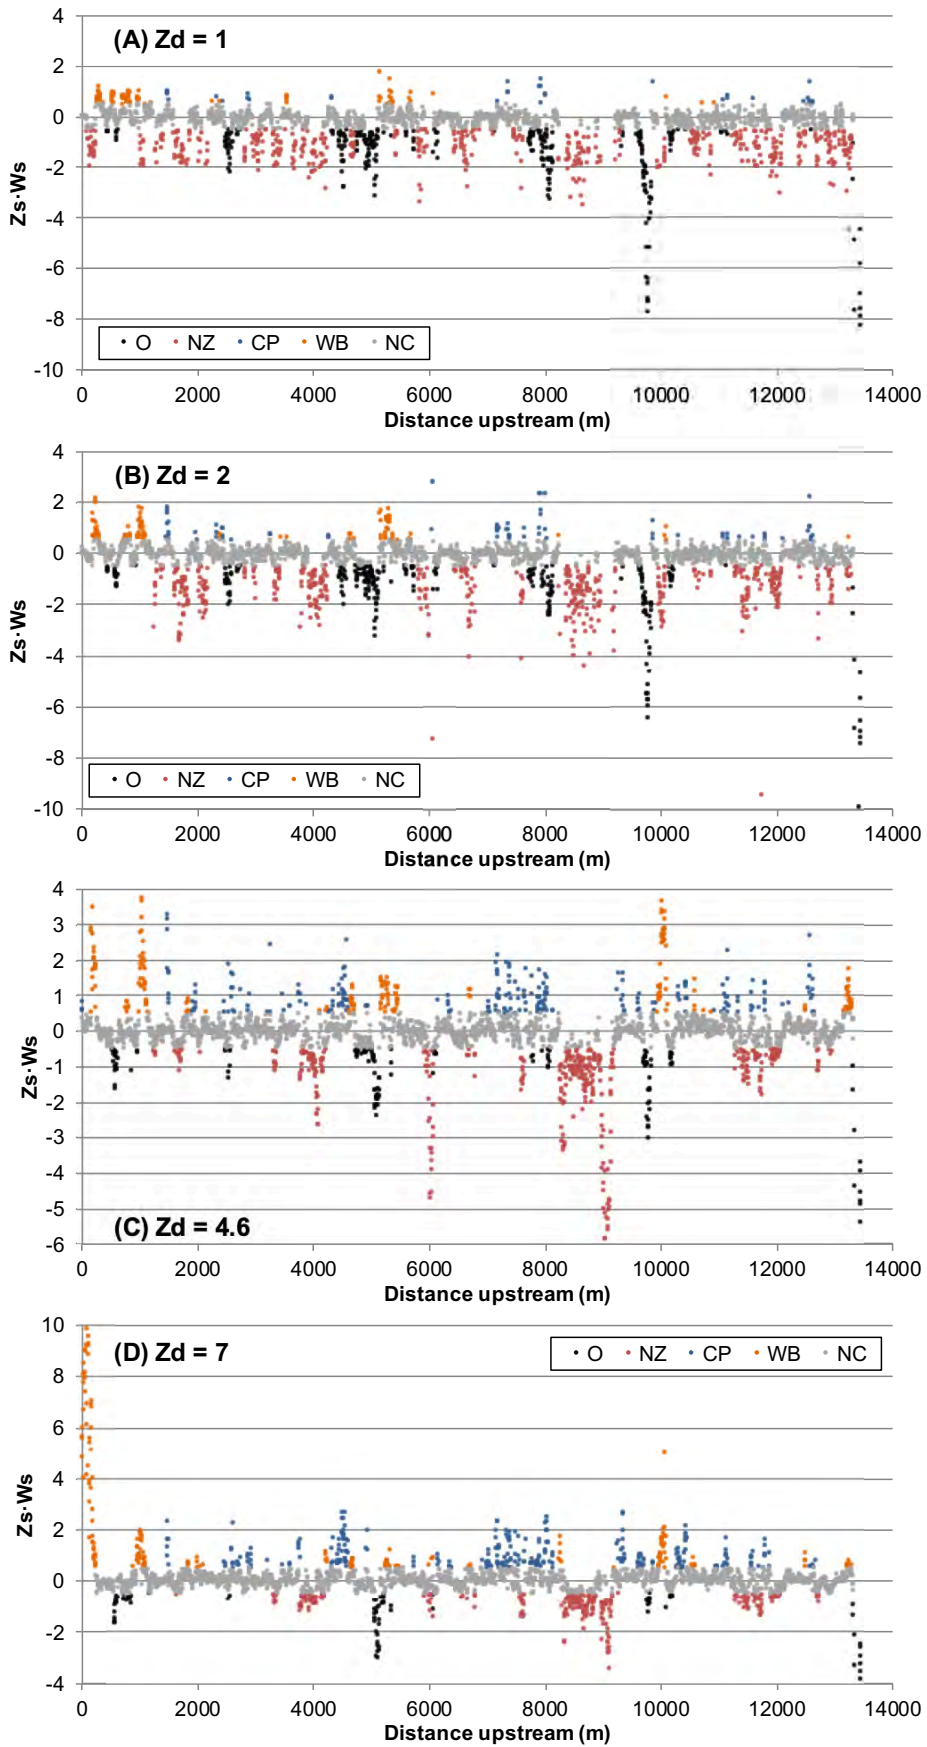 (A) Zd = 1
4
2
0
-2
-4
-6
-8
-10
Zs·Ws
O NZ CP WB NC
0 2000 4000 6000 8000 10000 12000 14000
Distance upstream (m)
(B) Zd = 2
4
2
0
-2
-4
-6
-8
-10
Zs·Ws
O NZ CP WB NC
0 2000 4000 6000 8000 10000 12000 14000
Distance upstream (m)
4
3
2
1
0
-1
-2
-3
-4
-5
-6
Zs·Ws
(C) Zd = 4.6
0 2000 4000 6000 8000 10000 12000 14000
Distance upstream (m)
(D) Zd = 7
O NZ CP WB NC
10
8
6
4
2
0
-2
-4
Zs·Ws
0 2000 4000 6000 8000 10000 12000 14000
Distance upstream (m)